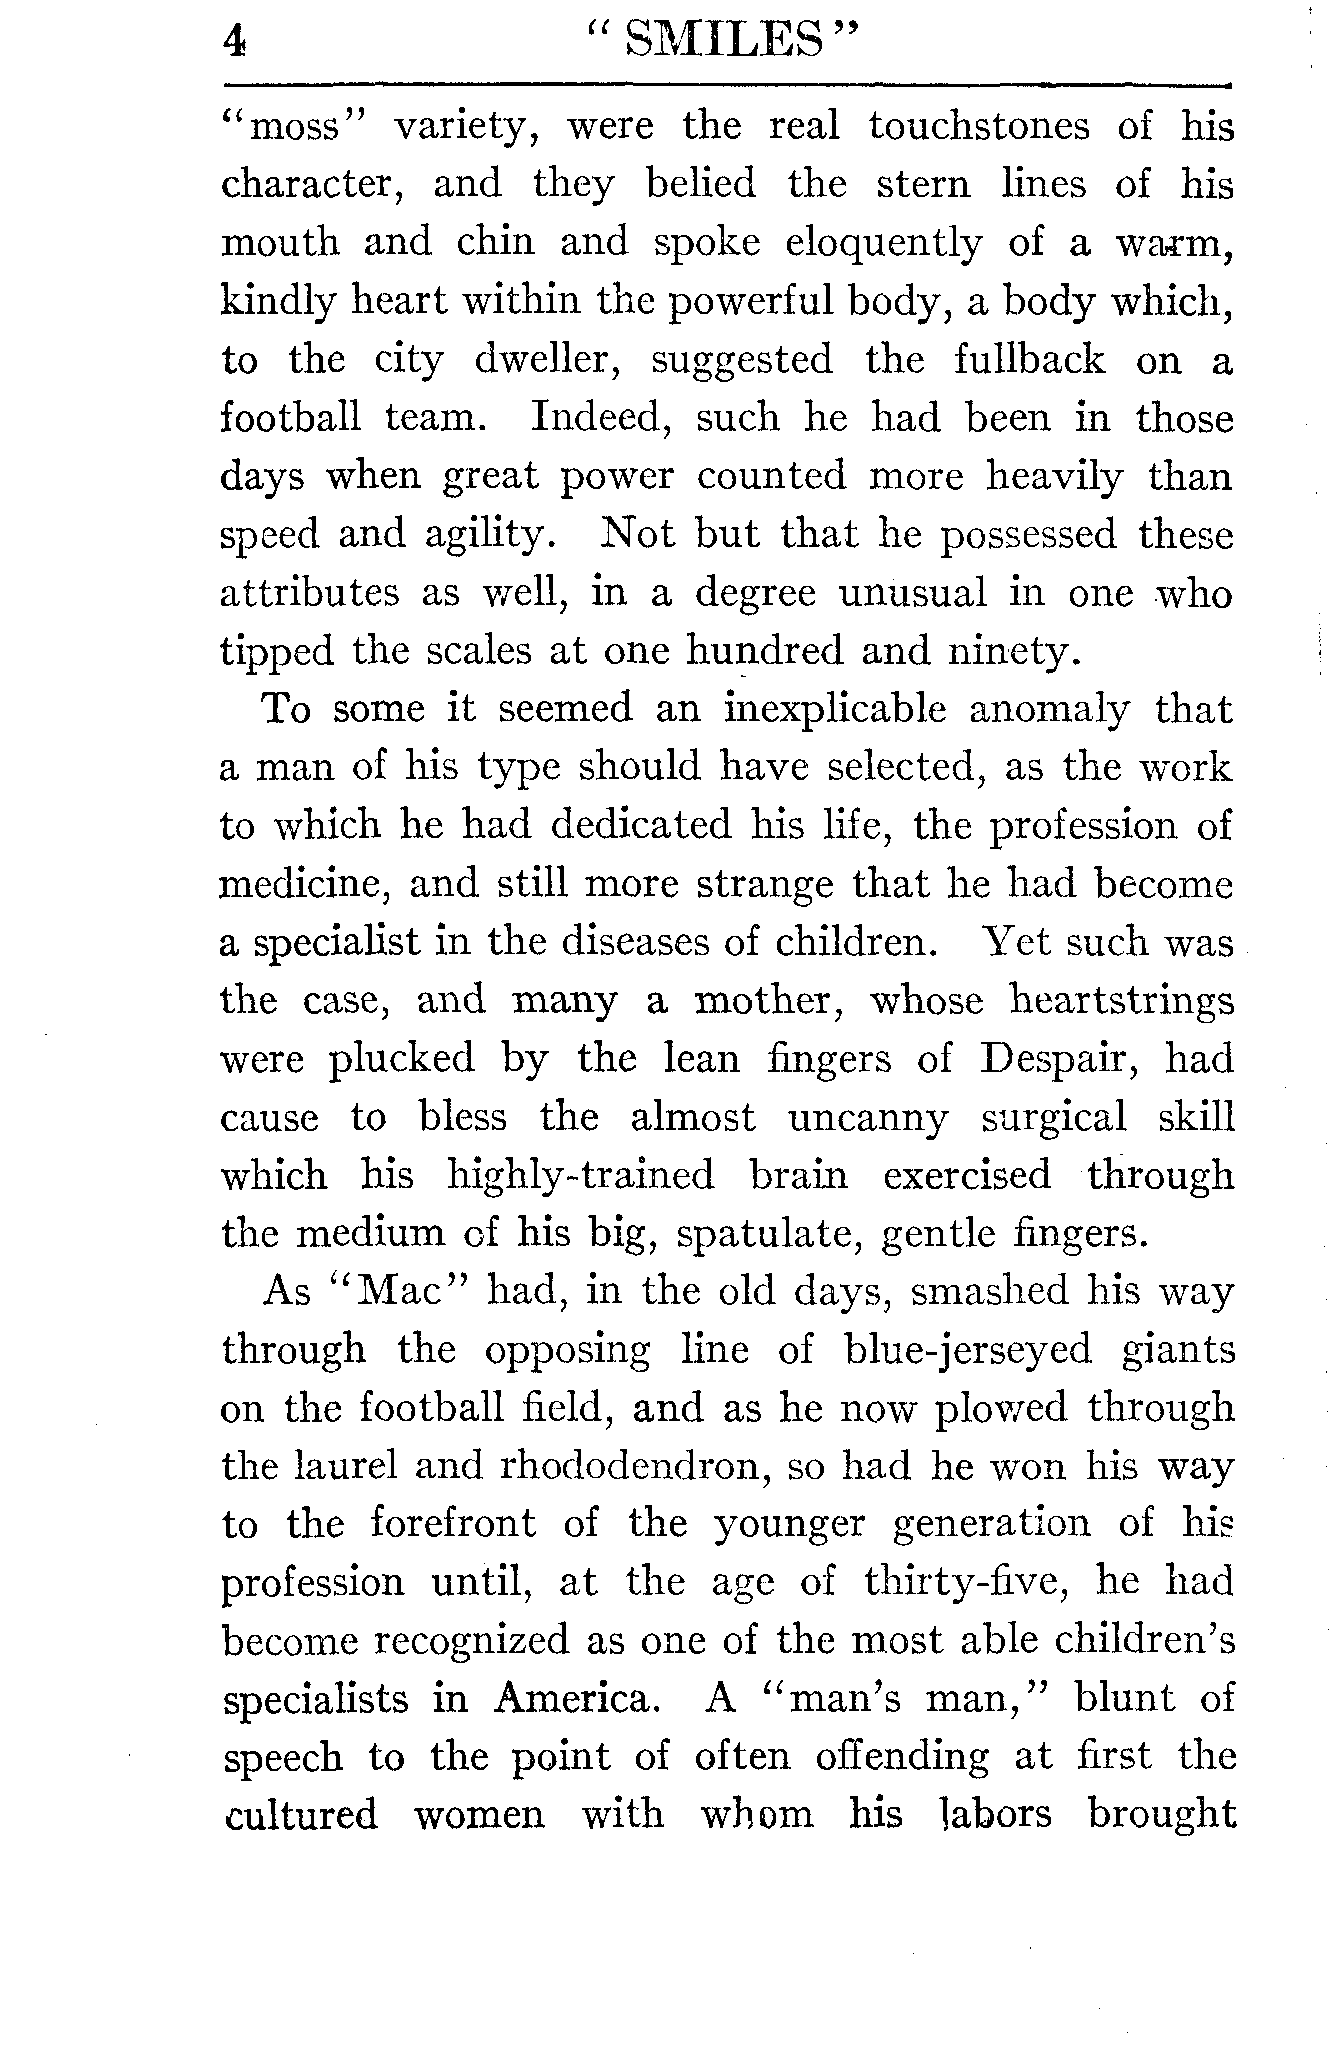 4 " SMILES "
"moss" variety, were the real touchstones of his
character, and they belied the stern lines of his
mouth and chin and spoke eloquently of a warm,
kindly heart within the powerful body, a body which,
to the city dweller, suggested the fullback on a
football team. Indeed, such he had been in those
days when great power counted more heavily than
speed and agility. Not but that he possessed these
attributes as well, in a degree unusual in one who
tipped the scales at one hundred and ninety.
To some it seemed an inexplicable anomaly that
a man of his type should have selected, as the work
to which he had dedicated his life, the profession of
medicine, and still more strange that he had become
a specialist in the diseases of children. Yet such was
the case, and many a mother, whose heartstrings
were plucked by the lean fingers of Despair, had
cause to bless the almost uncanny surgical skill
which his highly-trained brain exercised through
the medium of his big, spatulate, gentle fingers.
As "Mac" had, in the old days, smashed his way
through the opposing line of blue-jerseyed giants
on the football field, and as he now plowed through
the laurel and rhododendron, so had he won his way
to the forefront of the younger generation of his
profession until, at the age of thirty-five, he had
become recognized as one of the most able children's
specialists in America. A "man's man," blunt of
speech to the point of often offending at first the
cultured women with whom his labors brought